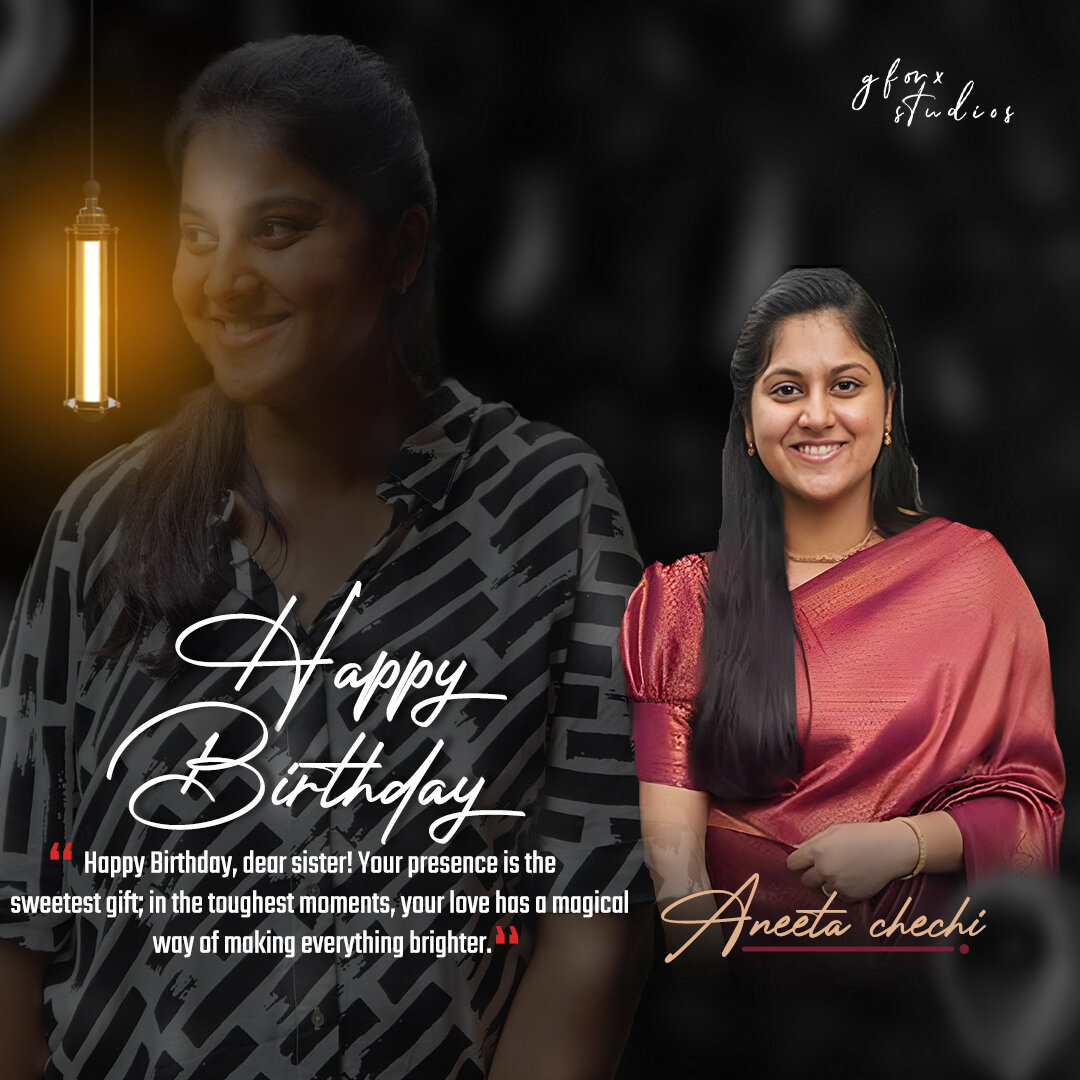 gfonx
studios
Happy
Birthday
“ Happy Birthday, dear sister! Your presence is the
sweetest gift; in the toughest moments, your love has a magical
way of making everything brighter.”
Aneeta chechi